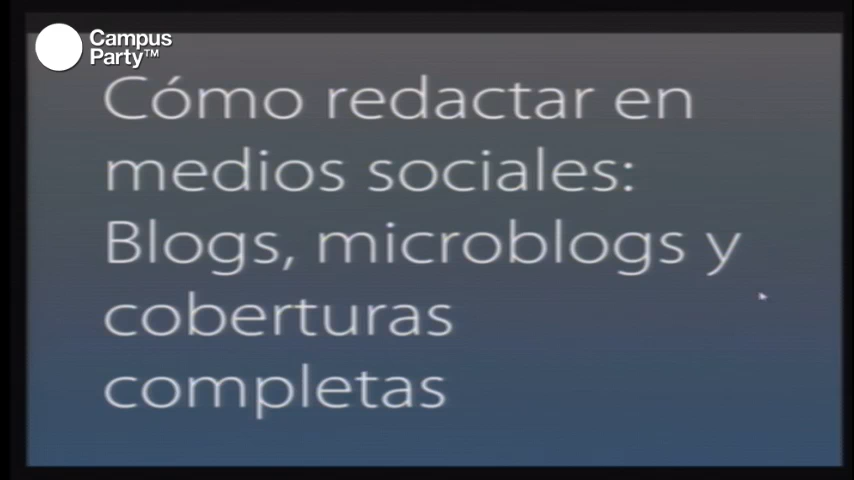 Campus
Party™
Cómo redactar en
medios sociales:
Blogs, microblogs y
coberturas
completas